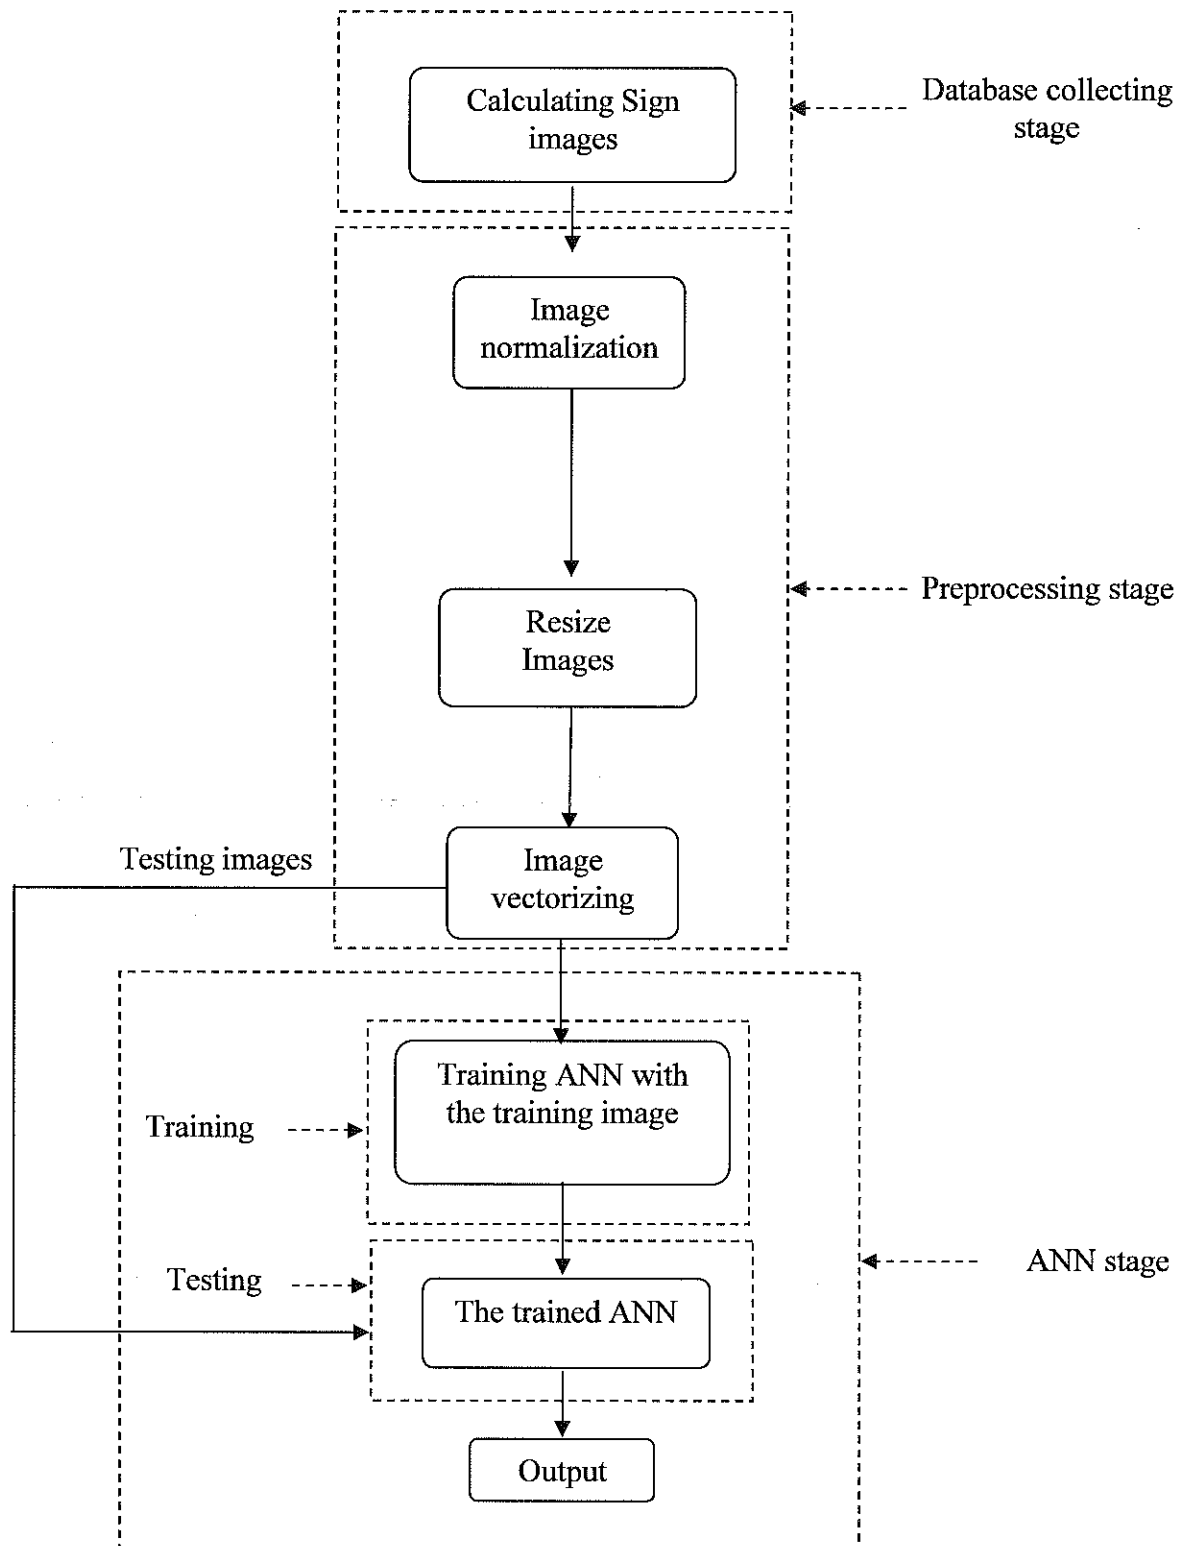 Calculating Sign
images
Database collecting
stage
Image
normalization
Resize
Images
Preprocessing stage
Testing images
Image
vectorizing
Training ANN with
the training image
Training
Testing
The trained ANN
ANN stage
Output